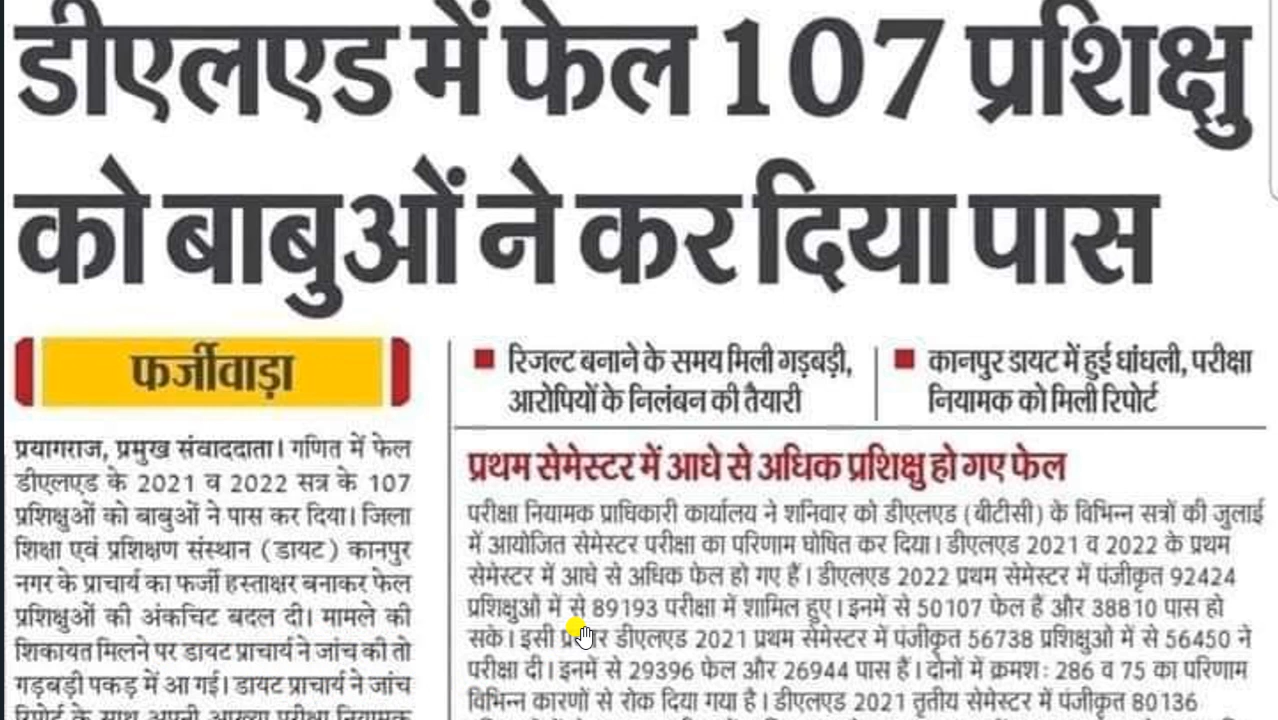 डीएलएड में फेल 107 प्रशिक्षु
को बाबुओं ने कर दिया पास
फर्जीवाड़ा
प्रयागराज, प्रमुख संवाददाता। गणित में फेल
डीएलएड के 2021 व 2022 सत्र के 107
प्रशिक्षुओं को बाबुओं ने पास कर दिया। जिला
शिक्षा एवं प्रशिक्षण संस्थान (डायट) कानपुर
नगर के प्राचार्य का फर्जी हस्ताक्षर बनाकर फेल
प्रशिक्षुओं की अंकचिट बदल दी। मामले की
शिकायत मिलने पर डायट प्राचार्य ने जांच की तो
गड़बड़ी पकड़ में आ गई। डायट प्राचार्य ने जांच
रिपोर्ट के साथ अपनी आख्या परीक्षा नियामक
रिजल्ट बनाने के समय मिली गड़बड़ी,
आरोपियों के निलंबन की तैयारी
कानपुर डायट में हुई धांधली, परीक्षा
नियामक को मिली रिपोर्ट
प्रथम सेमेस्टर में आधे से अधिक प्रशिक्षु हो गए फेल
परीक्षा नियामक प्राधिकारी कार्यालय ने शनिवार को डीएलएड (बीटीसी) के विभिन्न सत्रों की जुलाई
में आयोजित सेमेस्टर परीक्षा का परिणाम घोषित कर दिया। डीएलएड 2021 व 2022 के प्रथम
सेमेस्टर में आधे से अधिक फेल हो गए हैं। डीएलएड 2022 प्रथम सेमेस्टर में पंजीकृत 92424
प्रशिक्षुओं में से 89193 परीक्षा में शामिल हुए। इनमें से 50107 फेल हैं और 38810 पास हो
सके। इसी डीएलएड 2021 प्रथम सेमेस्टर में पंजीकृत 56738 प्रशिक्षुओं में से 56450 ने
परीक्षा दी। इनमें से 29396 फेल और 26944 पास हैं। दोनों में क्रमश: 286 व 75 का परिणाम
विभिन्न कारणों से रोक दिया गया है। डीएलएड 2021 तृतीय सेमेस्टर में पंजीकृत 80136